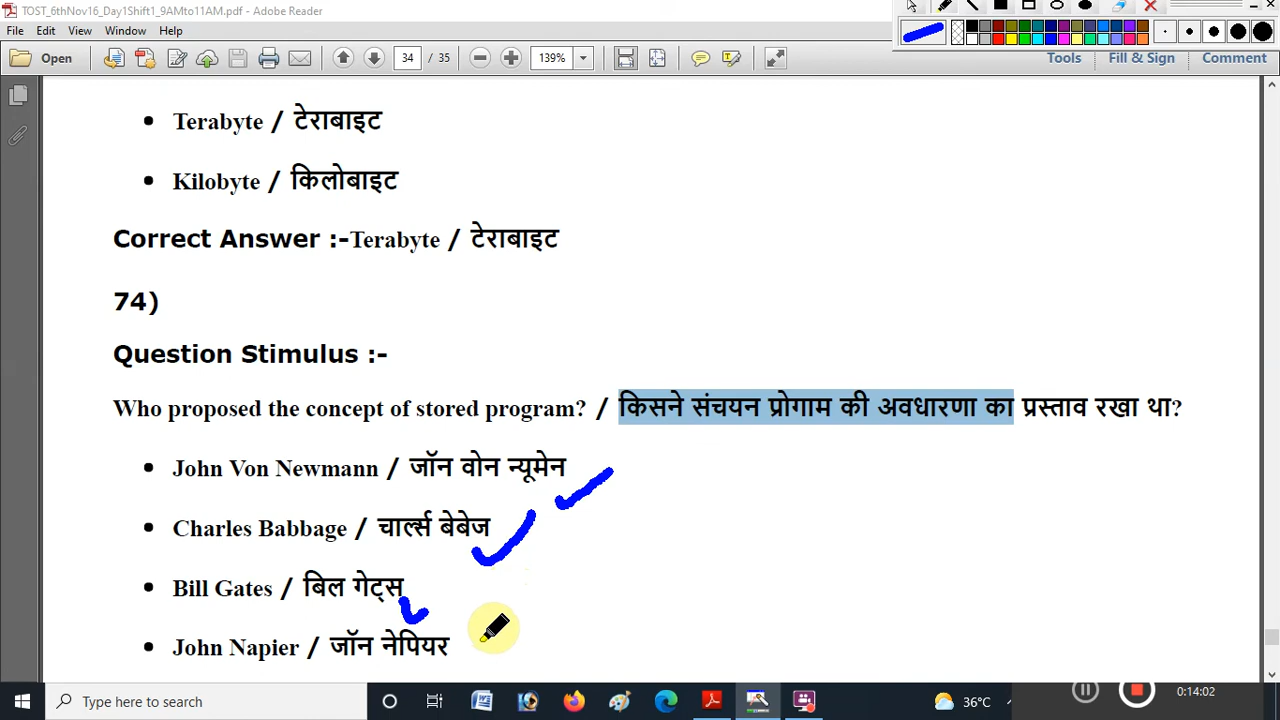 TOST_6thNov16_Day1Shift1_9AMto11AM.pdf - Adobe Reader
File Edit View Window Help
Open 34 / 35 139% Tools Fill & Sign Comment
• Terabyte / टेराबाइट
• Kilobyte / किलोबाइट
Correct Answer :-Terabyte / टेराबाइट
74)
Question Stimulus :-
Who proposed the concept of stored program? / किसने संचयन प्रोगाम की अवधारणा का प्रस्ताव रखा था?
• John Von Newmann / जॉन वोन न्यूमेन
• Charles Babbage / चार्ल्स बेबेज
• Bill Gates / बिल गेट्स
• John Napier / जॉन नेपियर
Type here to search 36°C 0:14:02